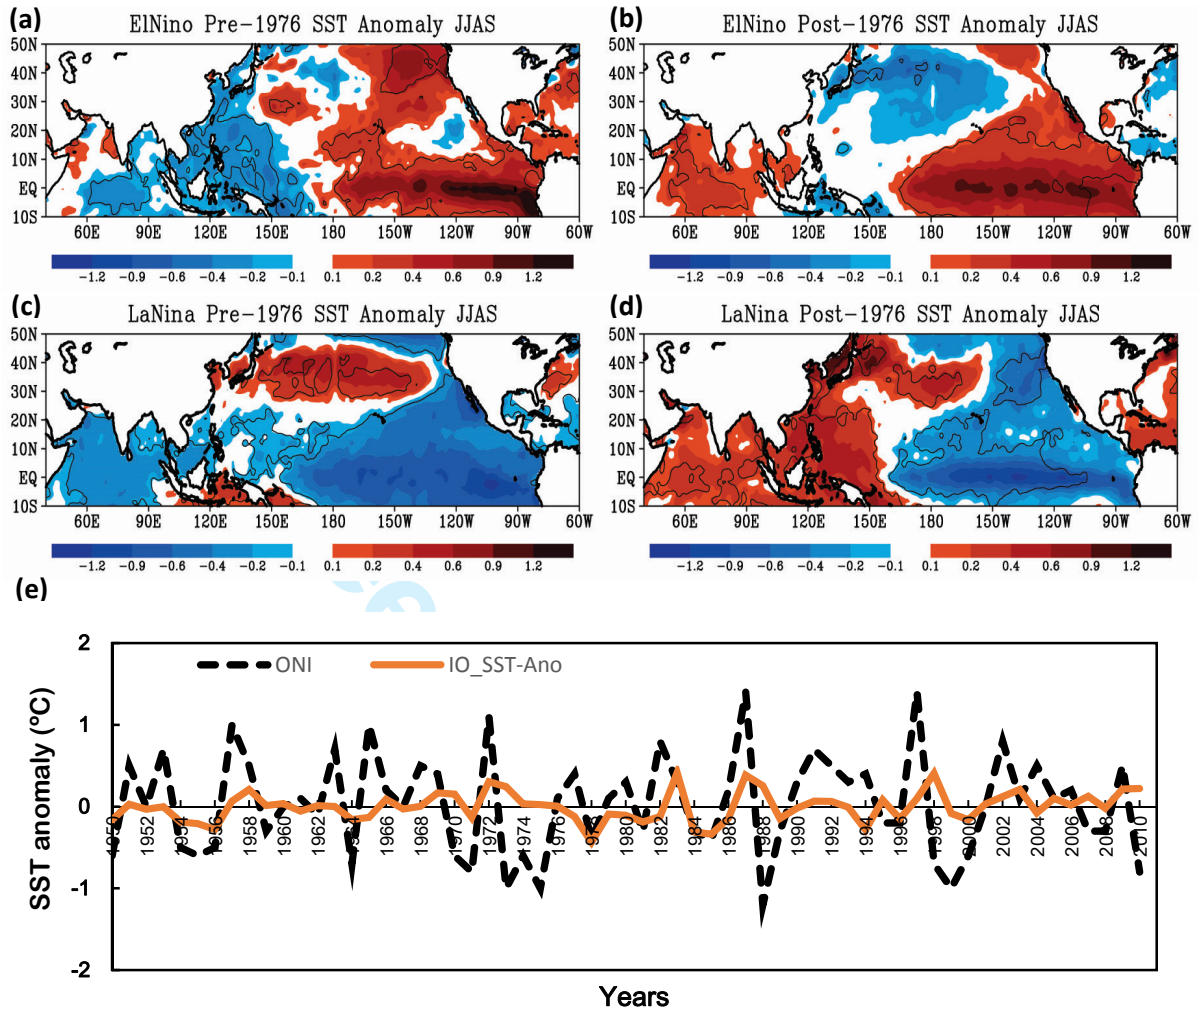 (a) ElNino Pre-1976 SST Anomaly JJAS
50N
40N
30N
20N
10N
EQ
10S
60E 90E 120E 150E 180 150W 120W 90W 60W
-1.2 -0.9 -0.6 -0.4 -0.2 -0.1 0.1 0.2 0.4 0.6 0.9 1.2
(b) ElNino Post-1976 SST Anomaly JJAS
50N
40N
30N
20N
10N
EQ
10S
60E 90E 120E 150E 180 150W 120W 90W 60W
-1.2 -0.9 -0.6 -0.4 -0.2 -0.1 0.1 0.2 0.4 0.6 0.9 1.2
(c) LaNina Pre-1976 SST Anomaly JJAS
50N
40N
30N
20N
10N
EQ
10S
60E 90E 120E 150E 180 150W 120W 90W 60W
-1.2 -0.9 -0.6 -0.4 -0.2 -0.1 0.1 0.2 0.4 0.6 0.9 1.2
(d) LaNina Post-1976 SST Anomaly JJAS
50N
40N
30N
20N
10N
EQ
10S
60E 90E 120E 150E 180 150W 120W 90W 60W
-1.2 -0.9 -0.6 -0.4 -0.2 -0.1 0.1 0.2 0.4 0.6 0.9 1.2
(e)
SST anomaly (°C)
2
1
0
-1
-2
ONI IO_SST-Ano
1950 1952 1954 1956 1958 1960 1962 1964 1966 1968 1970 1972 1974 1976 1978 1980 1982 1984 1986 1988 1990 1992 1994 1996 1998 2000 2002 2004 2006 2008 2010
Years